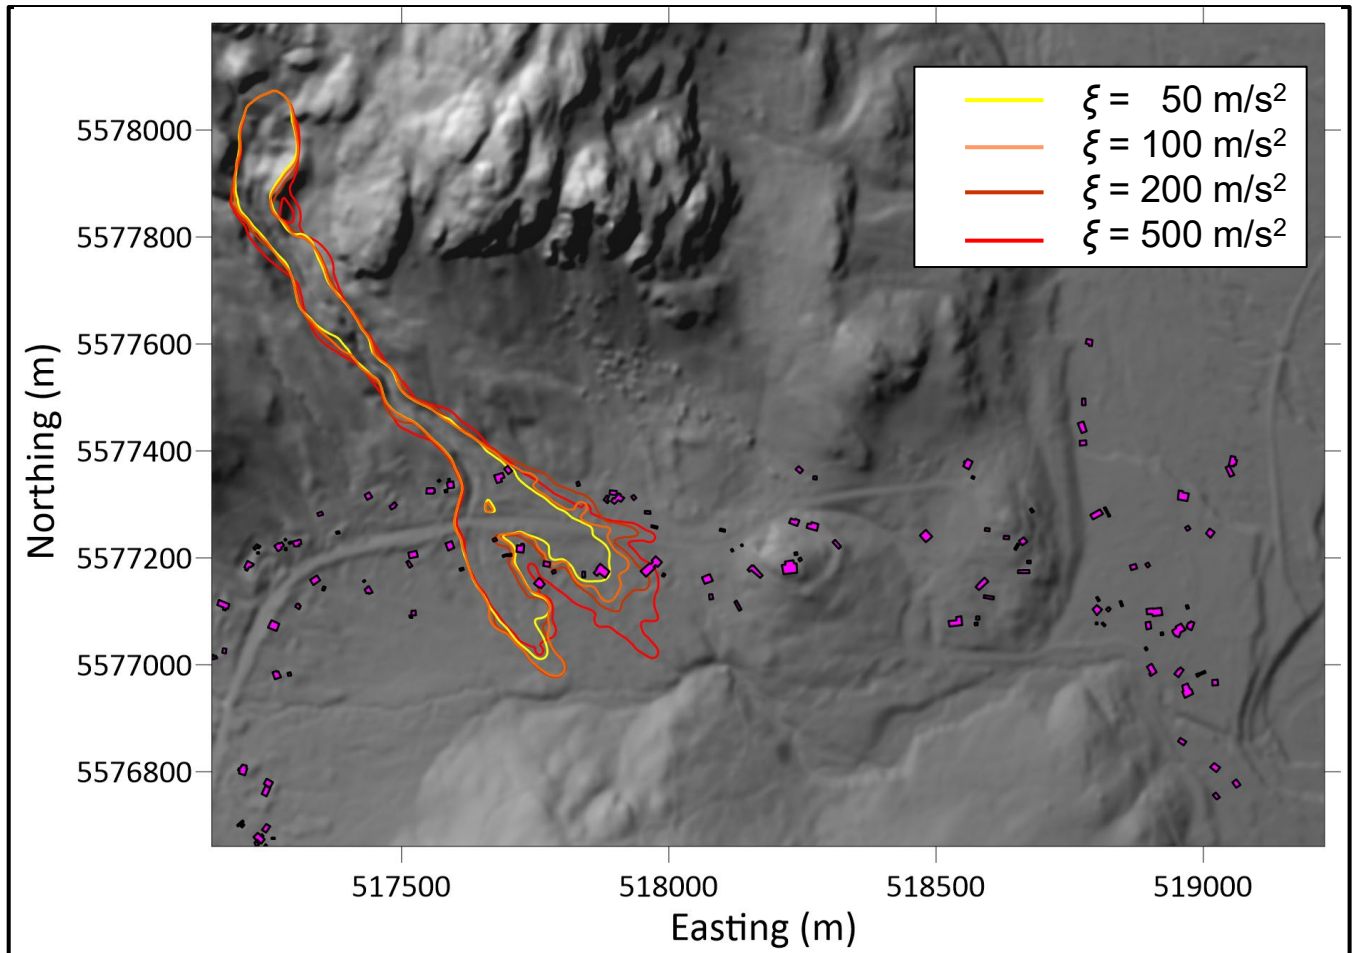 ξ = 50 m/s²
ξ = 100 m/s²
ξ = 200 m/s²
ξ = 500 m/s²
5578000
5577800
5577600
5577400
5577200
5577000
5576800
Northing (m)
517500 518000 518500 519000
Easting (m)